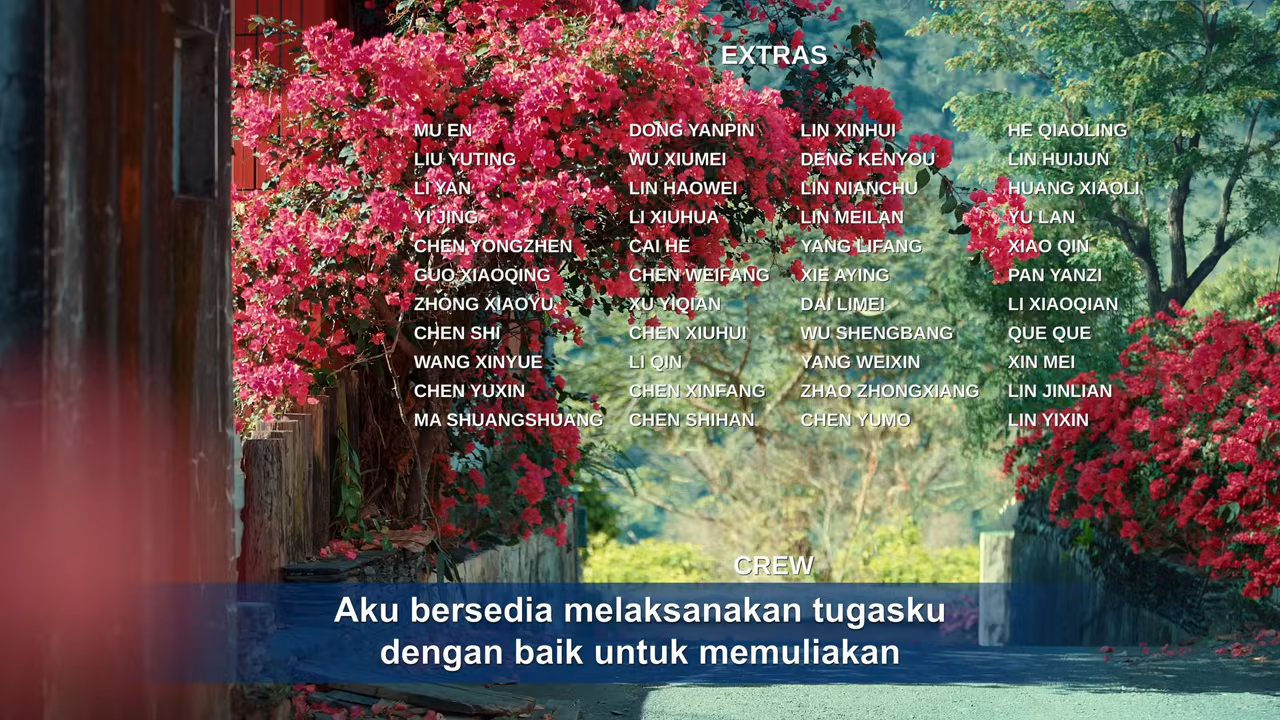 EXTRAS
MU EN DONG YANPIN LIN XINHUI HE QIAOLING
LIU YUTING WU XIUMEI DENG KENYOU LIN HUIJUN
LI YAN LIN HAOWEI LIN NIANCHU HUANG XIAOLI
YI JING LI XIUHUA LIN MEILAN YU LAN
CHEN YONGZHEN CAI HE YANG LIFANG XIAO QIN
GUO XIAOQING CHEN WEIFANG XIE AYING PAN YANZI
ZHONG XIAOYU XU YIQIAN DAI LIMEI LI XIAOQIAN
CHEN SHI CHEN XIUHUI WU SHENGBANG QUE QUE
WANG XINYUE LI QIN YANG WEIXIN XIN MEI
CHEN YUXIN CHEN XINFANG ZHAO ZHONGXIANG LIN JINLIAN
MA SHUANGSHUANG CHEN SHIHAN CHEN YUMO LIN YIXIN
CREW
Aku bersedia melaksanakan tugasku
dengan baik untuk memuliakan